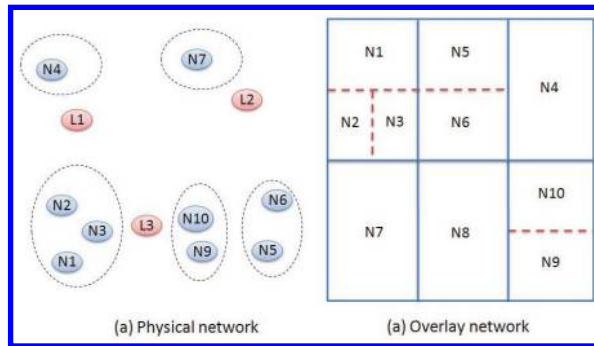 N4
N7
L1
L2
N2
N3
N1
L3
N10
N9
N6
N5
(a) Physical network
N1 N5
N4
N2 N3 N6
N10
N7 N8
N9
(a) Overlay network